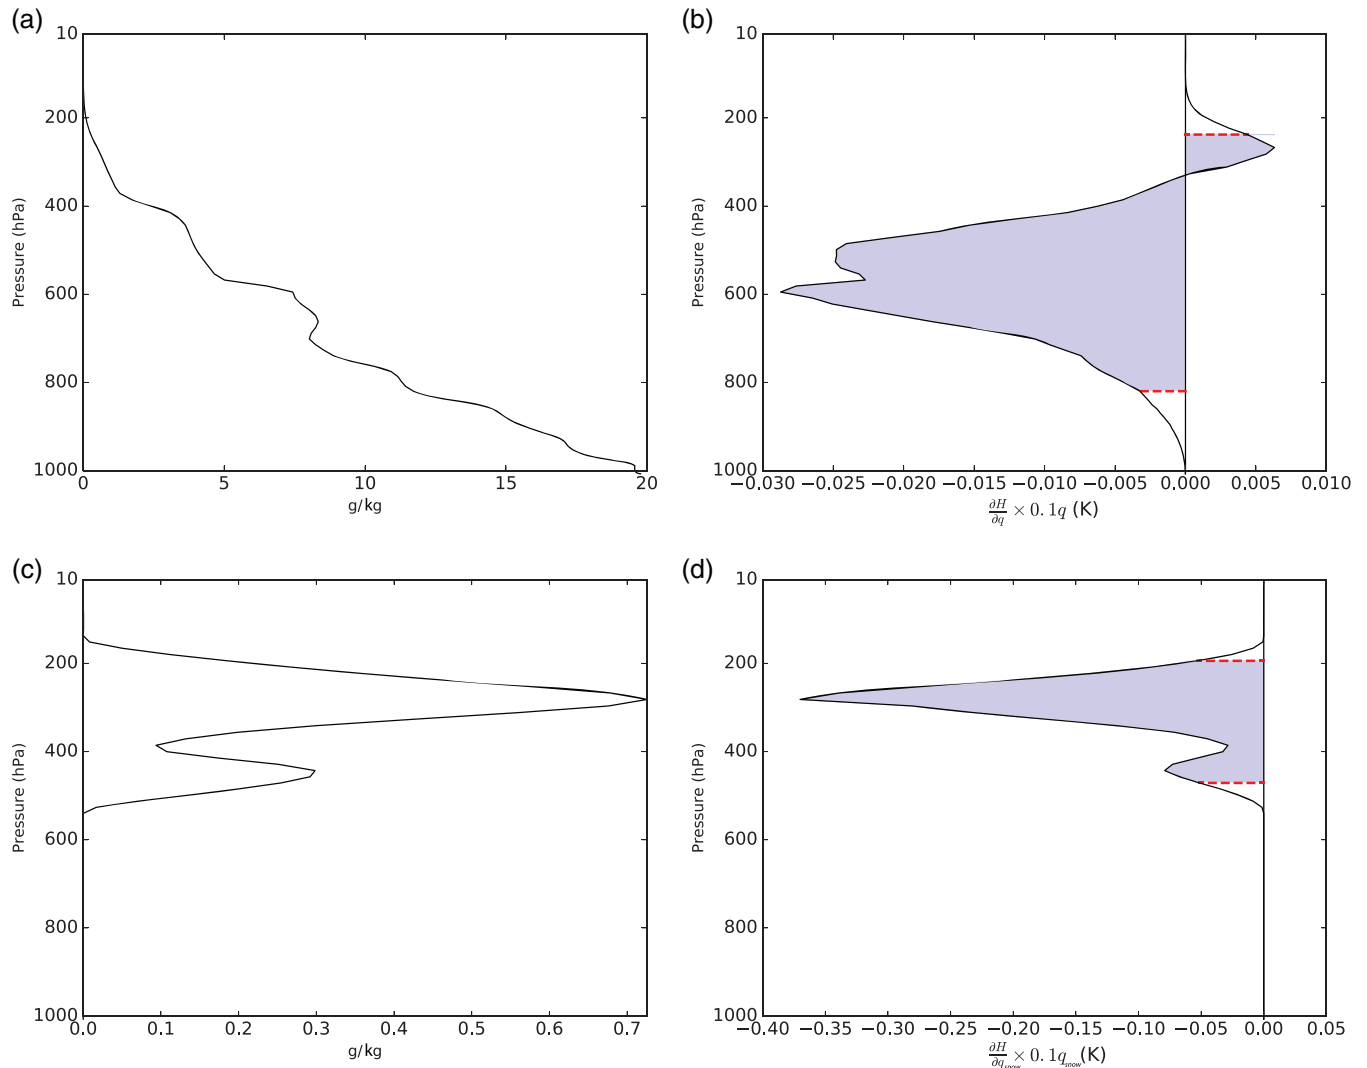 (a)
10
200
400
600
800
1000
Pressure (hPa)
0 5 10 15 20
g/kg
(b)
10
200
400
600
800
1000
Pressure (hPa)
−0.030 −0.025 −0.020 −0.015 −0.010 −0.005 0.000 0.005 0.010
∂H/∂q × 0.1q (K)
(c)
10
200
400
600
800
1000
Pressure (hPa)
0.0 0.1 0.2 0.3 0.4 0.5 0.6 0.7
g/kg
(d)
10
200
400
600
800
1000
Pressure (hPa)
−0.40 −0.35 −0.30 −0.25 −0.20 −0.15 −0.10 −0.05 0.00 0.05
∂H/∂q_snow × 0.1q_snow (K)